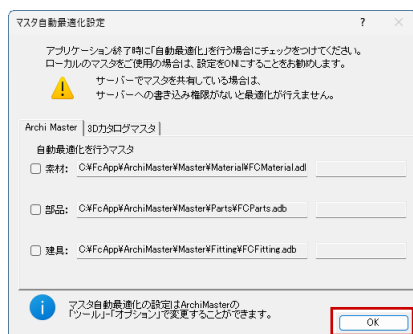 マスタ自動最適化設定
アプリケーション終了時に「自動最適化」を行う場合にチェックをつけてください。
ローカルのマスタをご使用の場合は、設定をONにすることをお勧めします。
サーバーでマスタを共有している場合は、
サーバーへの書き込み権限がないと最適化が行えません。
Archi Master 3Dカタログマスタ
自動最適化を行うマスタ
素材: C:¥FcApp¥ArchiMaster¥Master¥Material¥FCMaterial.adl
部品: C:¥FcApp¥ArchiMaster¥Master¥Parts¥FCParts.adb
建具: C:¥FcApp¥ArchiMaster¥Master¥Fitting¥FCFitting.adb
マスタ自動最適化の設定はArchiMasterの
「ツール」-「オプション」で変更することができます。
OK